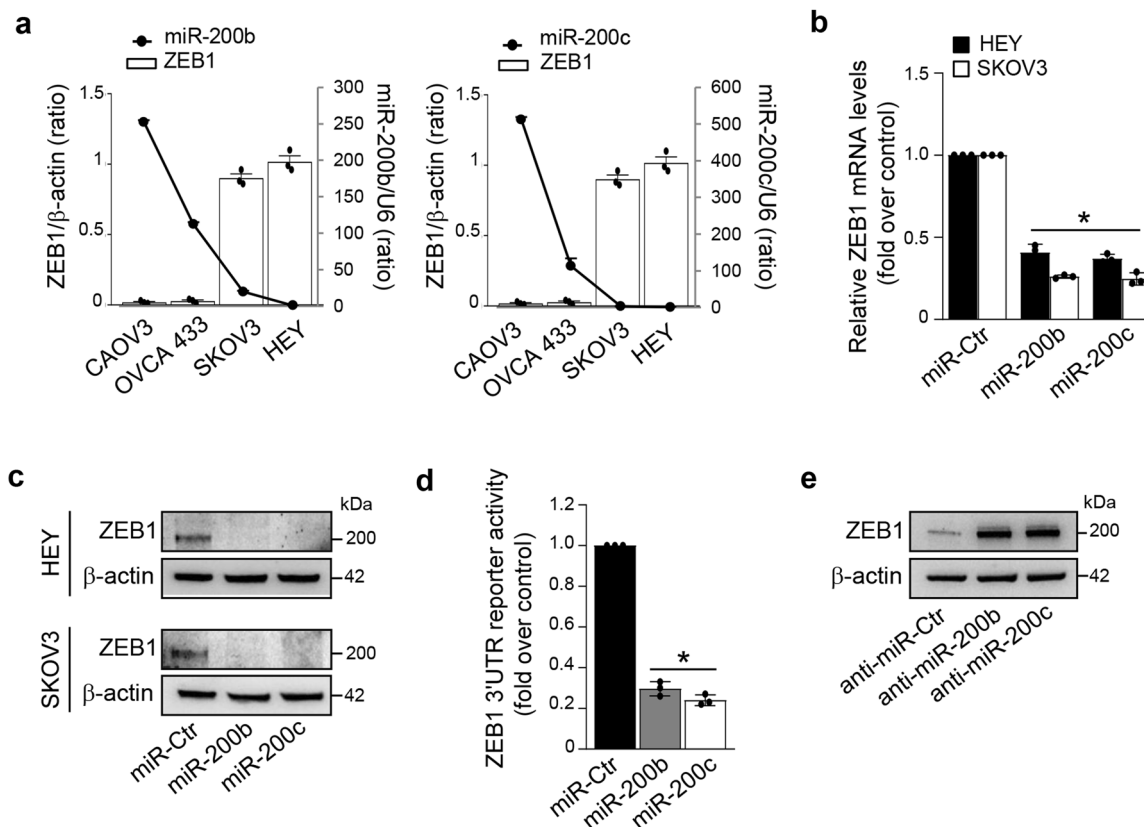 a
miR-200b
ZEB1
ZEB1/β-actin (ratio)
1.5
1
0.5
0
miR-200b/U6 (ratio)
300
250
200
150
100
50
0
CAOV3
OVCA 433
SKOV3
HEY
miR-200c
ZEB1
ZEB1/β-actin (ratio)
1.5
1
0.5
0
miR-200c/U6 (ratio)
600
500
400
300
200
100
0
CAOV3
OVCA 433
SKOV3
HEY
b
HEY
SKOV3
Relative ZEB1 mRNA levels
(fold over control)
1.0
0.5
0
*
miR-Ctr
miR-200b
miR-200c
c
kDa
HEY
ZEB1
200
β-actin
42
SKOV3
ZEB1
200
β-actin
42
miR-Ctr
miR-200b
miR-200c
d
ZEB1 3'UTR reporter activity
(fold over control)
1.2
1.0
0.8
0.6
0.4
0.2
0
*
miR-Ctr
miR-200b
miR-200c
e
kDa
ZEB1
200
β-actin
42
anti-miR-Ctr
anti-miR-200b
anti-miR-200c